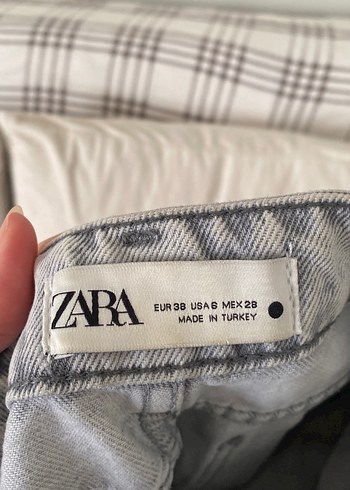 ZARA
EUR 38 USA 6 MEX 28
MADE IN TURKEY